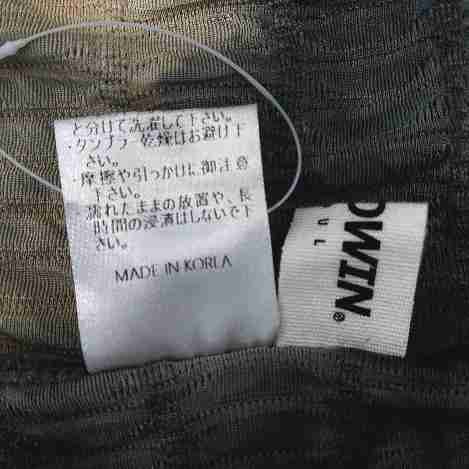 と分けて洗濯して下さい。
・タンブラー乾燥はお避け下
さい。
・摩擦や引っかけに御注意
下さい。
・濡れたままの放置や、長
時間の浸漬はしないで下
さい。
MADE IN KORLA
DWIN®
UL